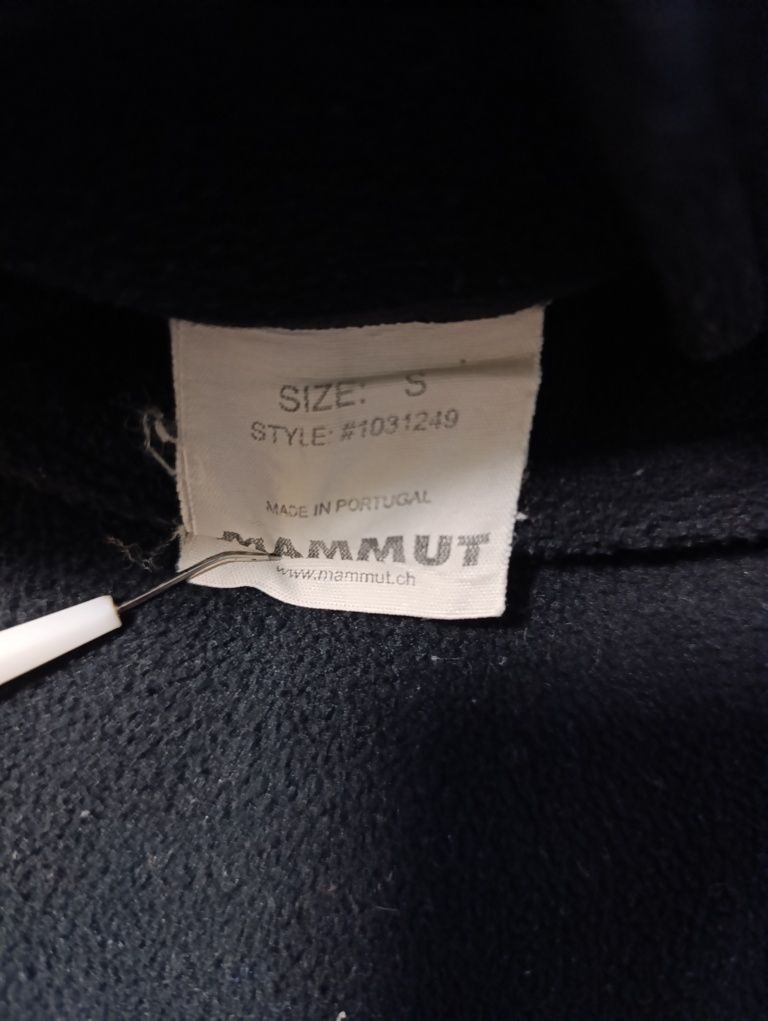 SIZE: S
STYLE: #1031249
MADE IN PORTUGAL
MAMMUT
www.mammut.ch